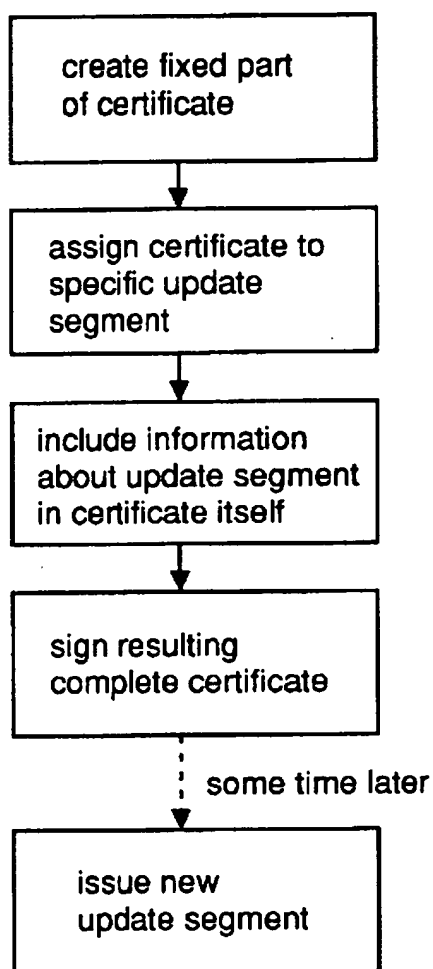 create fixed part
of certificate
assign certificate to
specific update
segment
include information
about update segment
in certificate itself
sign resulting
complete certificate
some time later
issue new
update segment